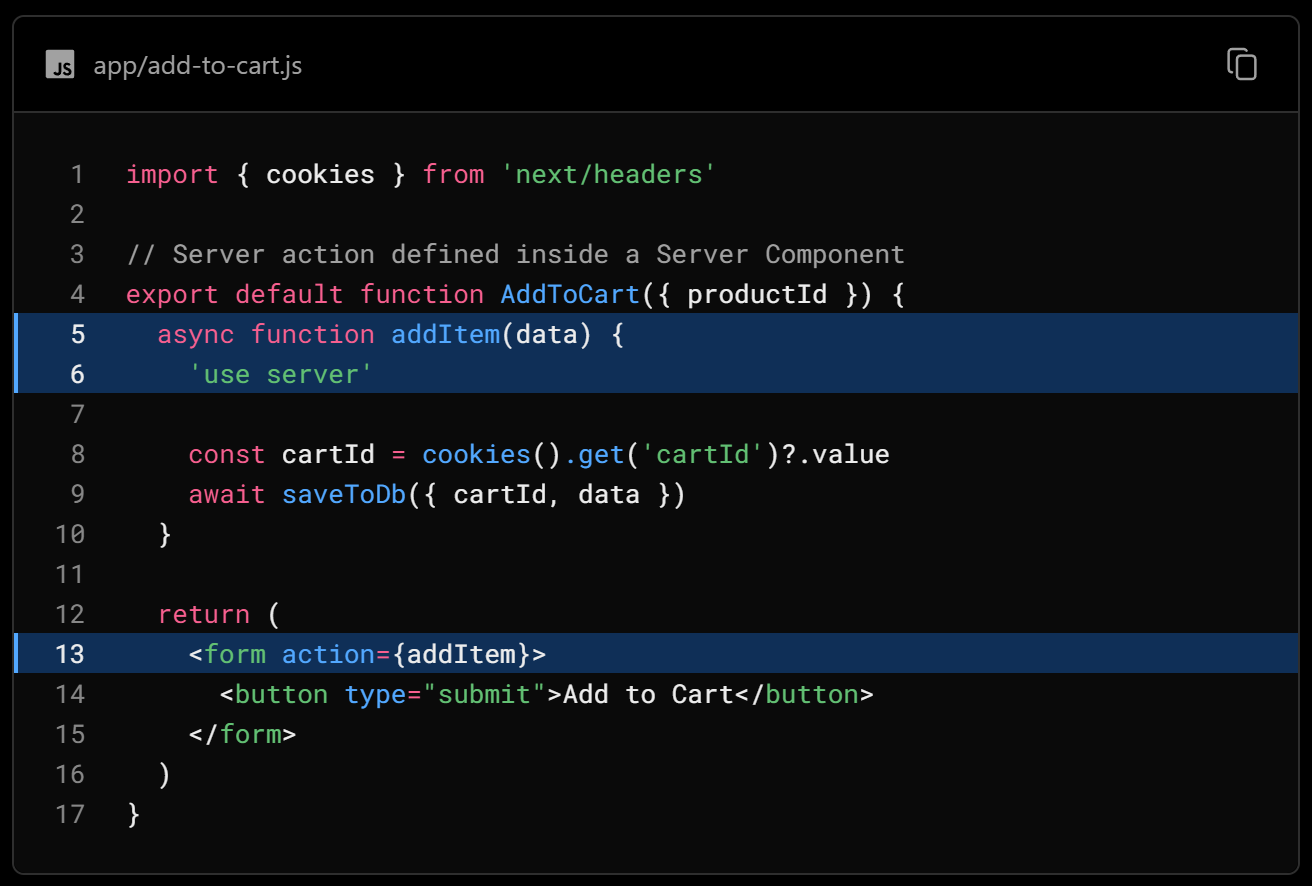 JS app/add-to-cart.js
1 import { cookies } from 'next/headers'
2
3 // Server action defined inside a Server Component
4 export default function AddToCart({ productId }) {
5   async function addItem(data) {
6     'use server'
7
8     const cartId = cookies().get('cartId')?.value
9     await saveToDb({ cartId, data })
10   }
11
12   return (
13     <form action={addItem}>
14       <button type="submit">Add to Cart</button>
15     </form>
16   )
17 }